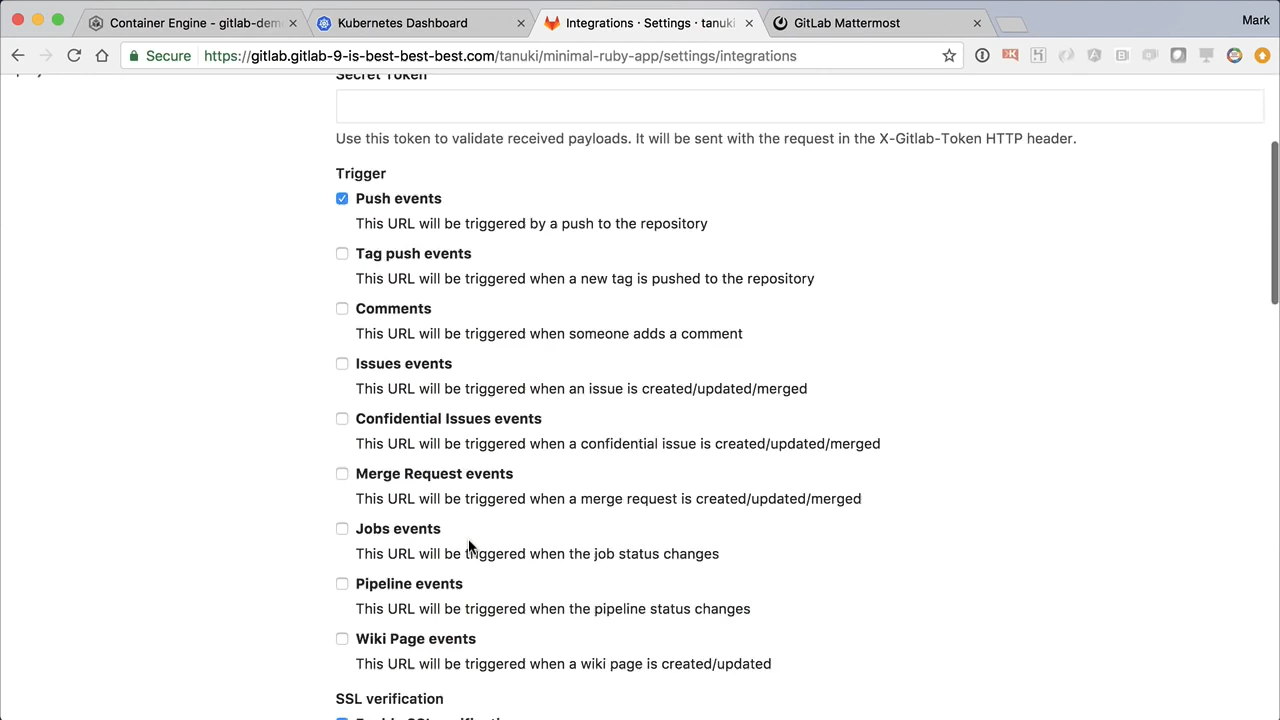 Container Engine - gitlab-dem
Kubernetes Dashboard
Integrations · Settings · tanuki
GitLab Mattermost
Mark
Secure
https://gitlab.gitlab-9-is-best-best-best.com/tanuki/minimal-ruby-app/settings/integrations
Secret Token
Use this token to validate received payloads. It will be sent with the request in the X-Gitlab-Token HTTP header.
Trigger
Push events
This URL will be triggered by a push to the repository
Tag push events
This URL will be triggered when a new tag is pushed to the repository
Comments
This URL will be triggered when someone adds a comment
Issues events
This URL will be triggered when an issue is created/updated/merged
Confidential Issues events
This URL will be triggered when a confidential issue is created/updated/merged
Merge Request events
This URL will be triggered when a merge request is created/updated/merged
Jobs events
This URL will be triggered when the job status changes
Pipeline events
This URL will be triggered when the pipeline status changes
Wiki Page events
This URL will be triggered when a wiki page is created/updated
SSL verification